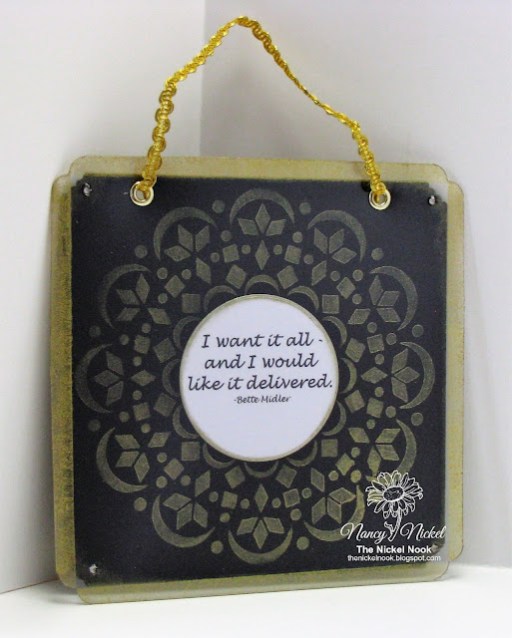 I want it all -
and I would
like it delivered.
-Bette Midler
Nancy Nickel
The Nickel Nook
thenickelnook.blogspot.com